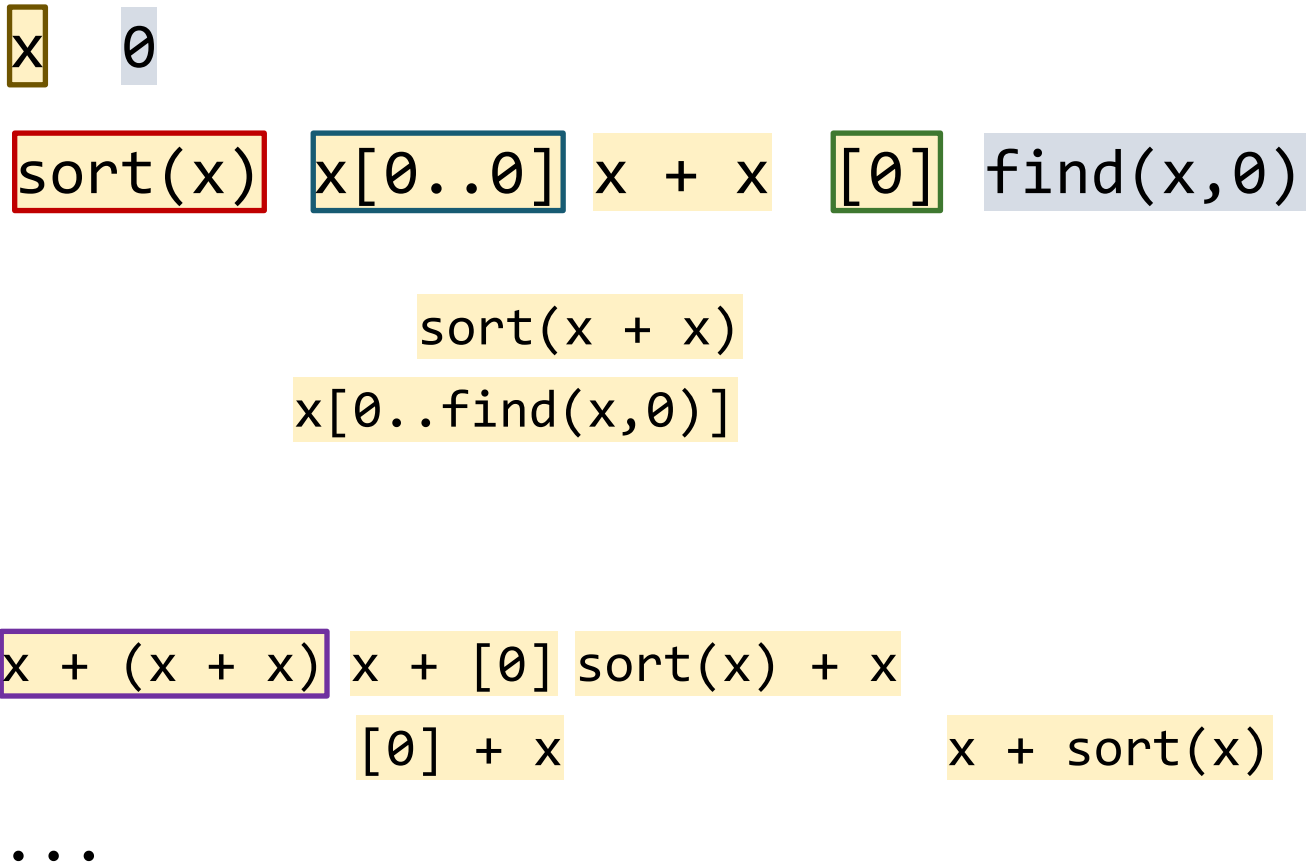 x 0
sort(x) x[0..0] x + x [0] find(x,0)
sort(x + x)
x[0..find(x,0)]
x + (x + x) x + [0] sort(x) + x
[0] + x x + sort(x)
...